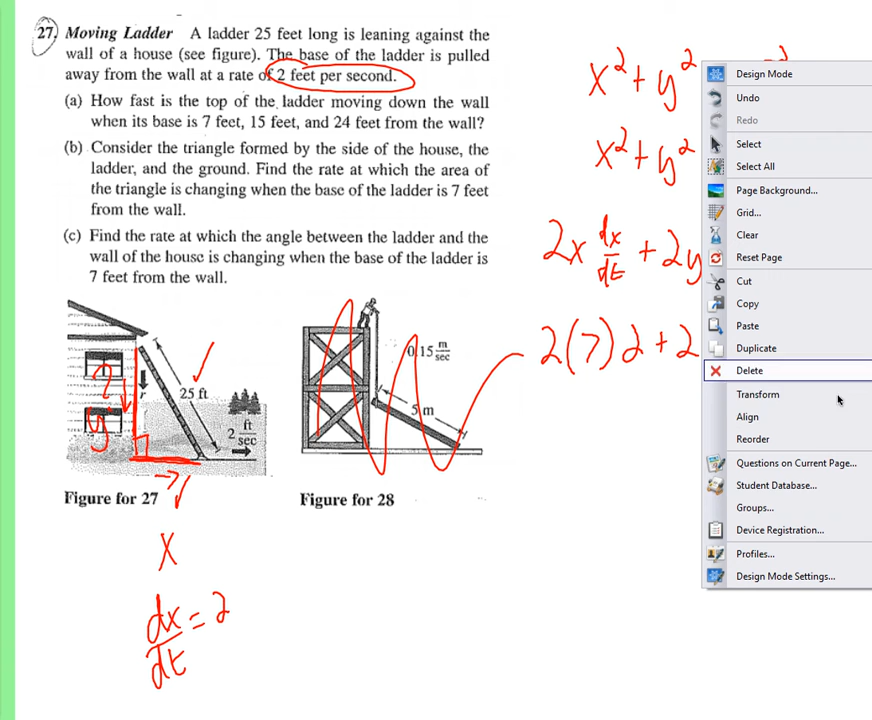 27. Moving Ladder A ladder 25 feet long is leaning against the
wall of a house (see figure). The base of the ladder is pulled
away from the wall at a rate of 2 feet per second.
(a) How fast is the top of the ladder moving down the wall
when its base is 7 feet, 15 feet, and 24 feet from the wall?
(b) Consider the triangle formed by the side of the house, the
ladder, and the ground. Find the rate at which the area of
the triangle is changing when the base of the ladder is 7 feet
from the wall.
(c) Find the rate at which the angle between the ladder and the
wall of the house is changing when the base of the ladder is
7 feet from the wall.
r
25 ft
2 ft/sec
?
y
Figure for 27
0.15 m/sec
5 m
Figure for 28
x
dx/dt = 2
x² + y²
x² + y²
2x dx/dt + 2y
2(7)2 + 2
Design Mode
Undo
Redo
Select
Select All
Page Background...
Grid...
Clear
Reset Page
Cut
Copy
Paste
Duplicate
Delete
Transform
Align
Reorder
Questions on Current Page...
Student Database...
Groups...
Device Registration...
Profiles...
Design Mode Settings...